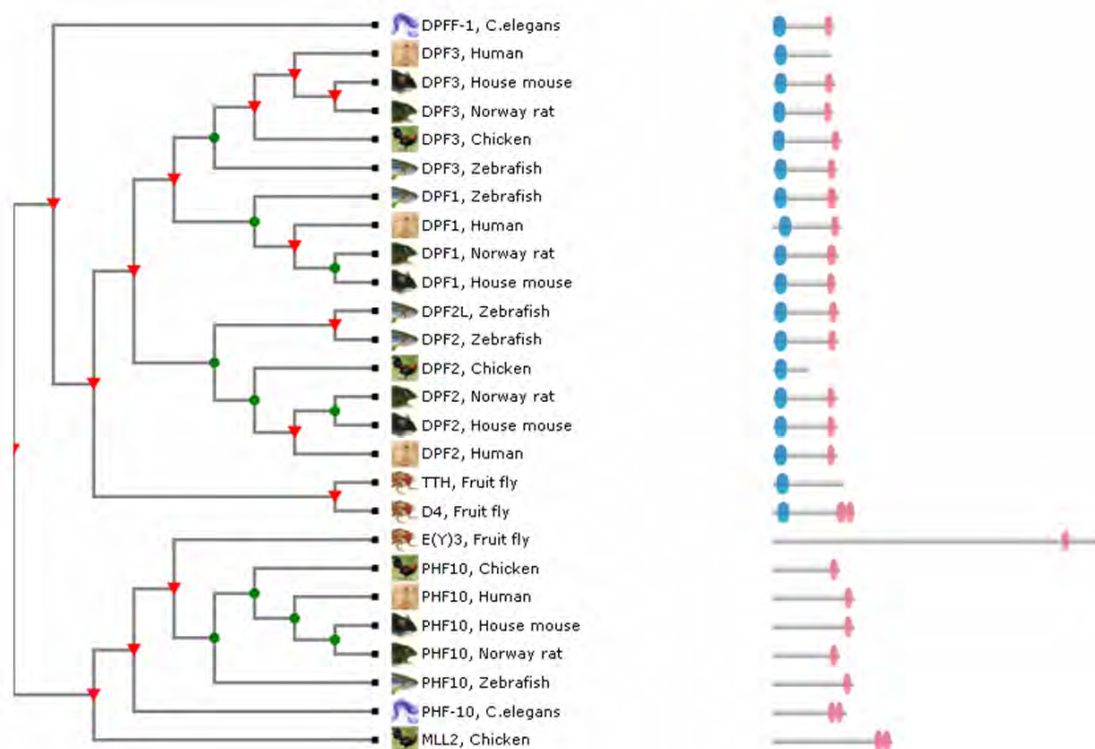 DPFF-1, C.elegans
DPF3, Human
DPF3, House mouse
DPF3, Norway rat
DPF3, Chicken
DPF3, Zebrafish
DPF1, Zebrafish
DPF1, Human
DPF1, Norway rat
DPF1, House mouse
DPF2L, Zebrafish
DPF2, Zebrafish
DPF2, Chicken
DPF2, Norway rat
DPF2, House mouse
DPF2, Human
TTH, Fruit fly
D4, Fruit fly
E(Y)3, Fruit fly
PHF10, Chicken
PHF10, Human
PHF10, House mouse
PHF10, Norway rat
PHF10, Zebrafish
PHF-10, C.elegans
MLL2, Chicken